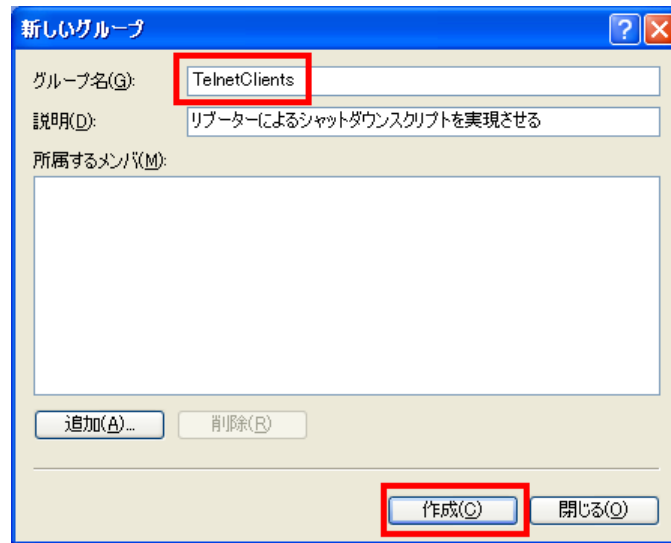 新しいグループ
グループ名(G): TelnetClients
説明(D): リブーターによるシャットダウンスクリプトを実現させる
所属するメンバ(M):
追加(A)... 削除(R)
作成(C) 閉じる(O)